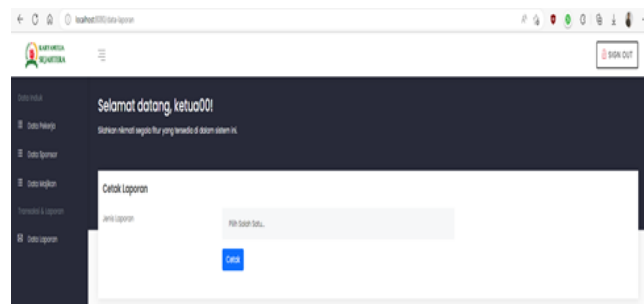 localhost:8080/data-laporan
KARYAMITRA
SEJAHTERA
SIGN OUT
Data Induk
Data Pekerja
Data Sponsor
Data Majikan
Transaksi & Laporan
Data Laporan
Selamat datang, ketua00!
Silahkan nikmati segala fitur yang tersedia di dalam sistem ini.
Cetak Laporan
Jenis Laporan
Pilih Salah Satu...
Cetak